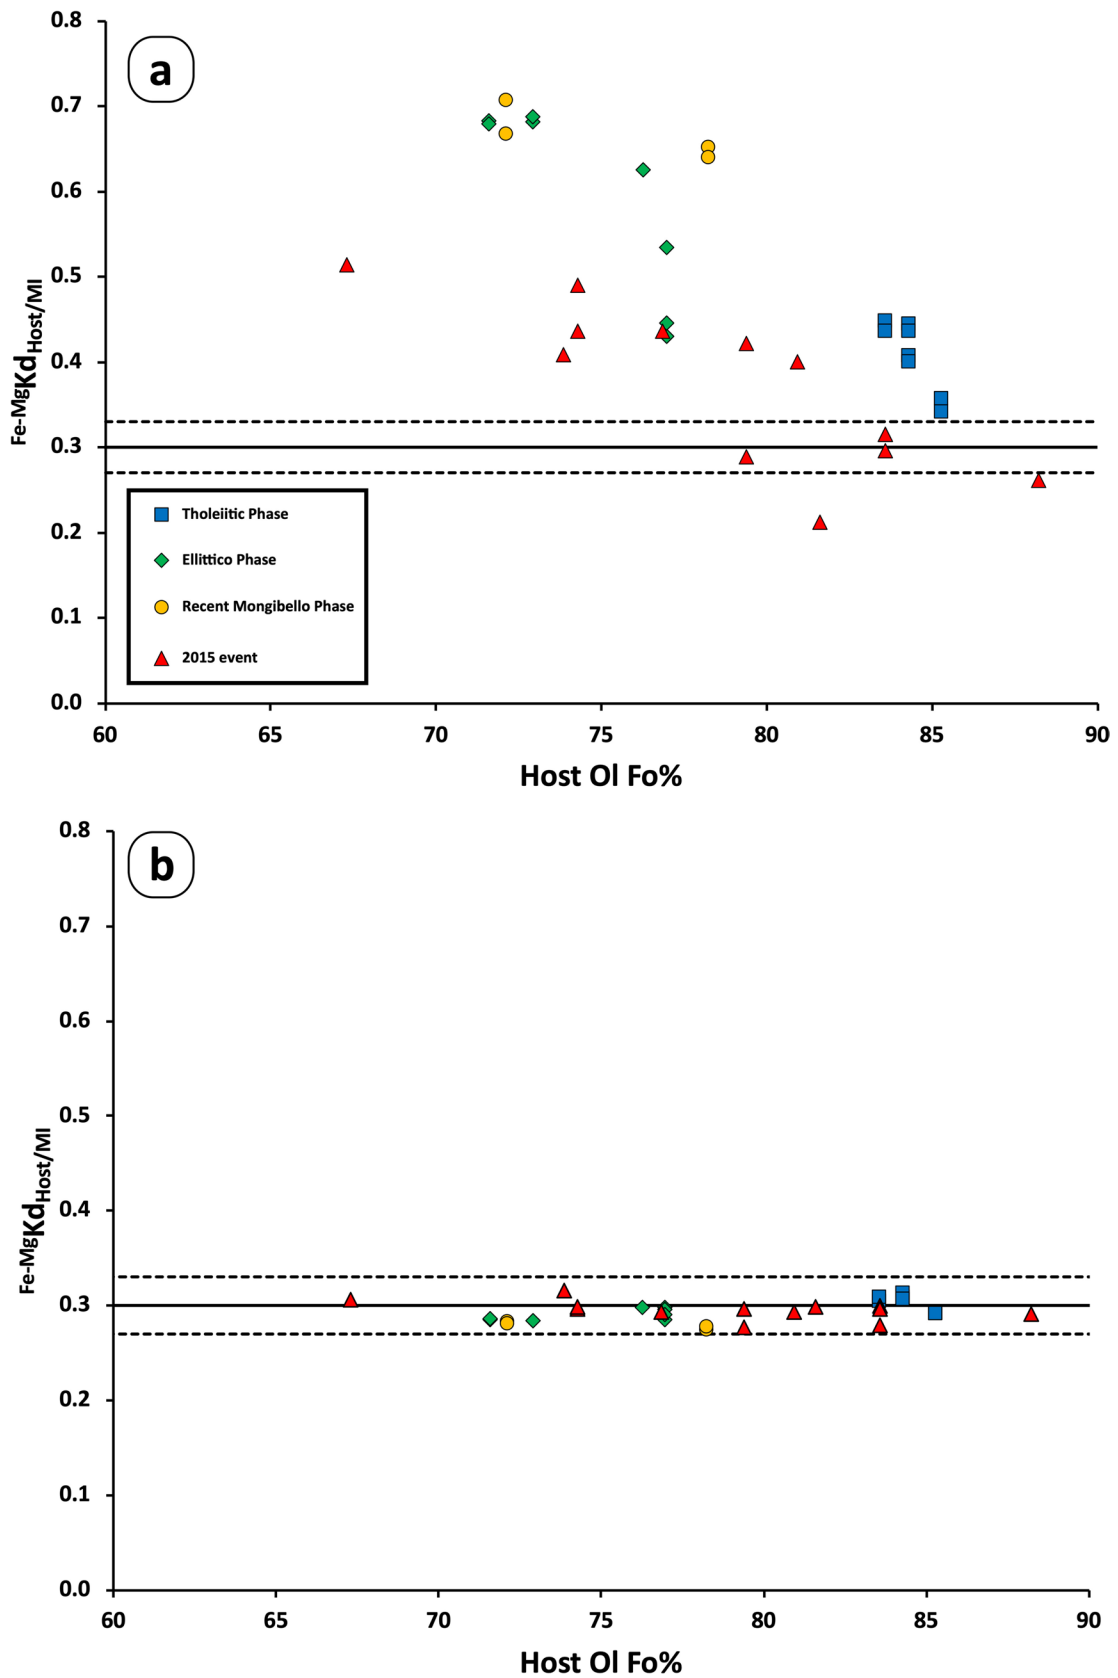 a
0.8
0.7
0.6
0.5
0.4
0.3
0.2
0.1
0.0
Fe-MgKdHost/MI
Tholeiitic Phase
Ellittico Phase
Recent Mongibello Phase
2015 event
60 65 70 75 80 85 90
Host Ol Fo%
b
0.8
0.7
0.6
0.5
0.4
0.3
0.2
0.1
0.0
Fe-MgKdHost/MI
60 65 70 75 80 85 90
Host Ol Fo%